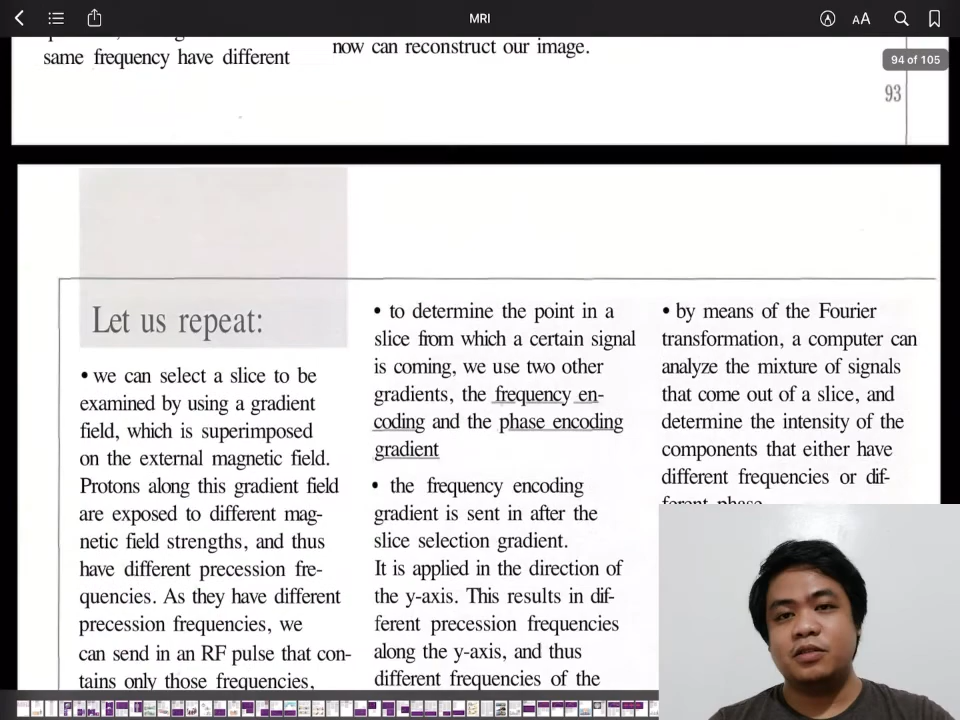 MRI
AA
same frequency have different
now can reconstruct our image.
94 of 105
93
Let us repeat:
• we can select a slice to be
examined by using a gradient
field, which is superimposed
on the external magnetic field.
Protons along this gradient field
are exposed to different mag-
netic field strengths, and thus
have different precession fre-
quencies. As they have different
precession frequencies, we
can send in an RF pulse that con-
tains only those frequencies,
• to determine the point in a
slice from which a certain signal
is coming, we use two other
gradients, the frequency en-
coding and the phase encoding
gradient
• the frequency encoding
gradient is sent in after the
slice selection gradient.
It is applied in the direction of
the y-axis. This results in dif-
ferent precession frequencies
along the y-axis, and thus
different frequencies of the
• by means of the Fourier
transformation, a computer can
analyze the mixture of signals
that come out of a slice, and
determine the intensity of the
components that either have
different frequencies or dif-
ferent phase